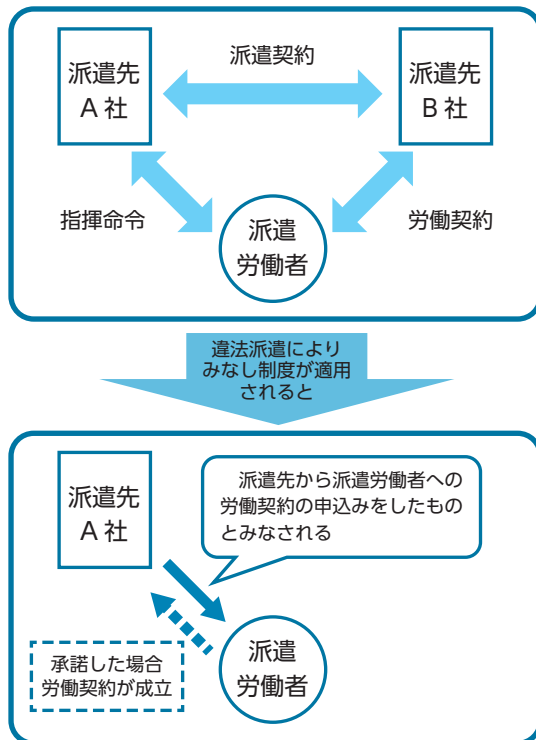 派遣先
A 社
派遣契約
派遣先
B 社
指揮命令
派遣
労働者
労働契約
違法派遣により
みなし制度が適用
されると
派遣先
A 社
派遣先から派遣労働者への
労働契約の申込みをしたもの
とみなされる
承諾した場合
労働契約が成立
派遣
労働者